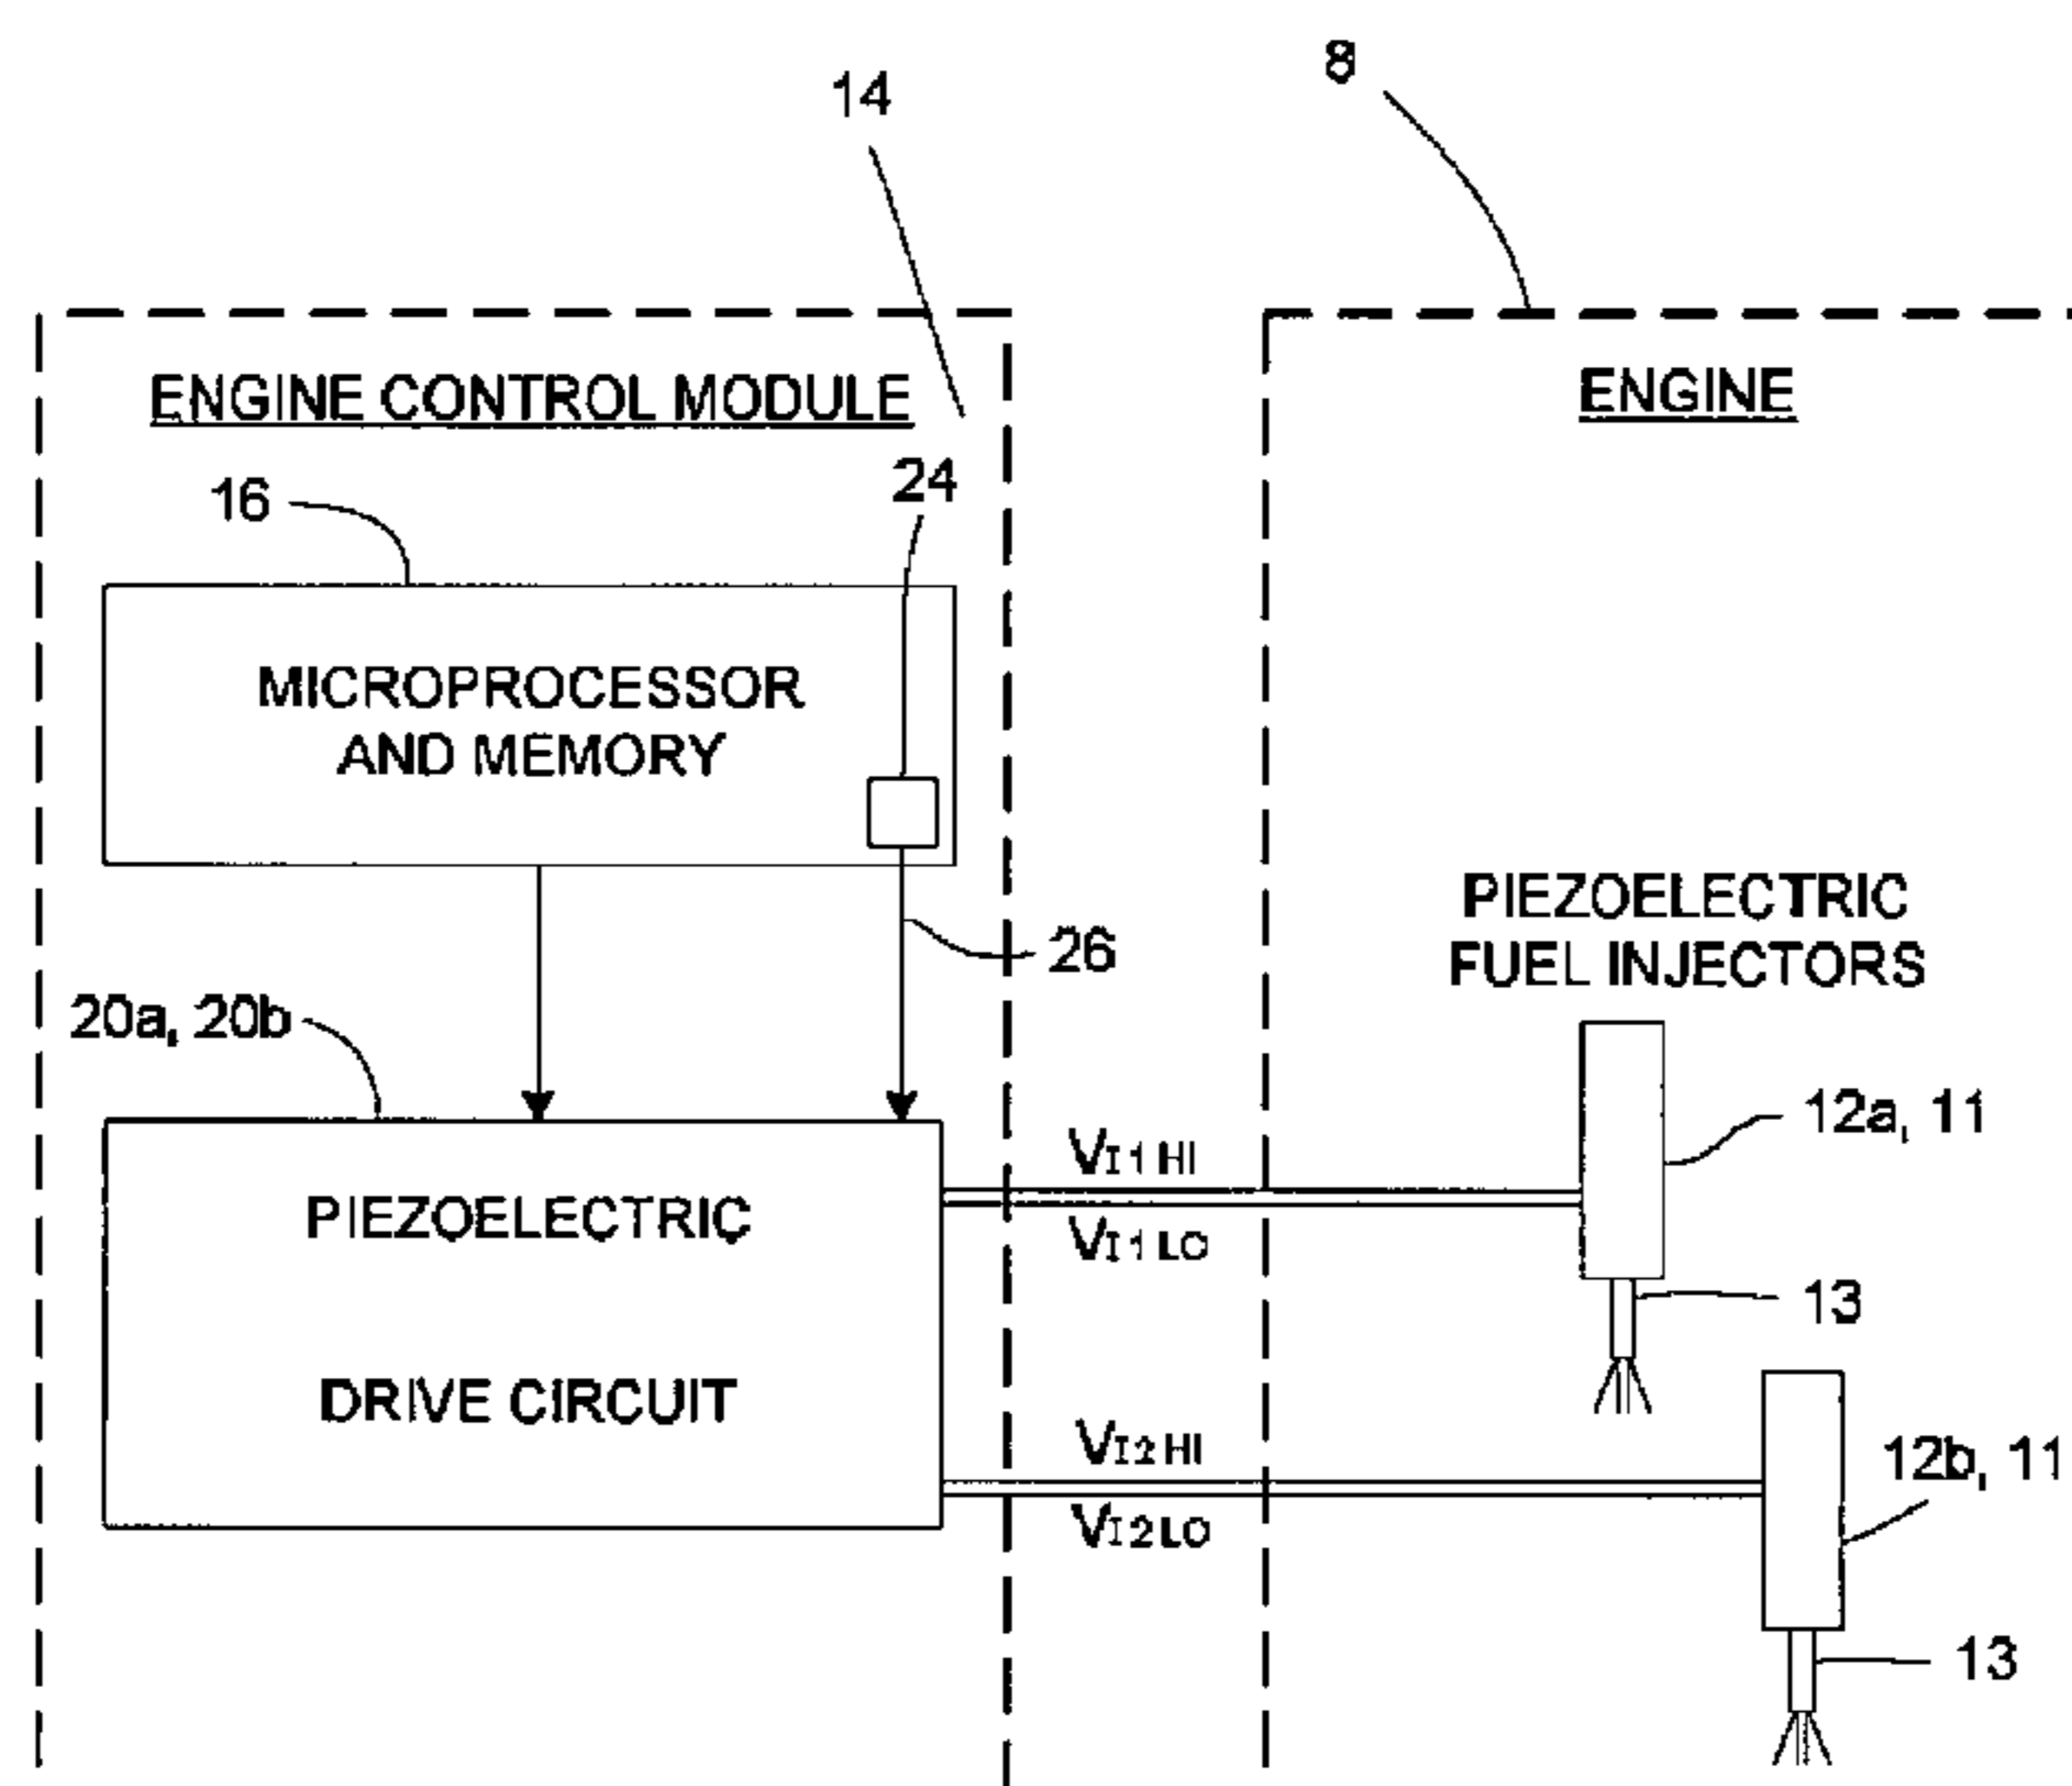 14
8
ENGINE CONTROL MODULE
ENGINE
24
16
MICROPROCESSOR
AND MEMORY
PIEZOELECTRIC
FUEL INJECTORS
26
20a, 20b
12a, 11
VI1 HI
PIEZOELECTRIC
VI1 LO
13
DRIVE CIRCUIT
VI2 HI
12b, 11
VI2 LO
13